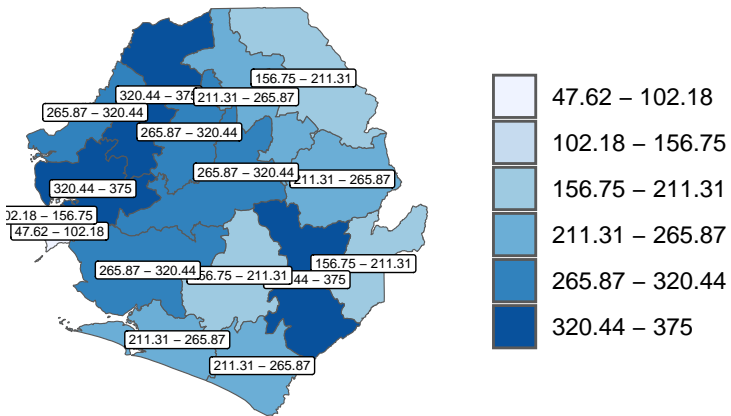 156.75 – 211.31
320.44 – 375
211.31 – 265.87
265.87 – 320.44
265.87 – 320.44
265.87 – 320.44
211.31 – 265.87
320.44 – 375
02.18 – 156.75
47.62 – 102.18
156.75 – 211.31
265.87 – 320.44
56.75 – 211.31
44 – 375
211.31 – 265.87
211.31 – 265.87
47.62 – 102.18
102.18 – 156.75
156.75 – 211.31
211.31 – 265.87
265.87 – 320.44
320.44 – 375